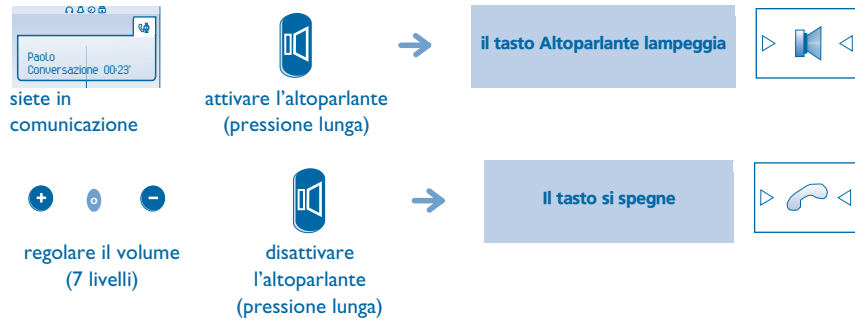 Paolo
Conversazione 00:23'
siete in
comunicazione
attivare l'altoparlante
(pressione lunga)
il tasto Altoparlante lampeggia
o
regolare il volume
(7 livelli)
disattivare
l'altoparlante
(pressione lunga)
Il tasto si spegne